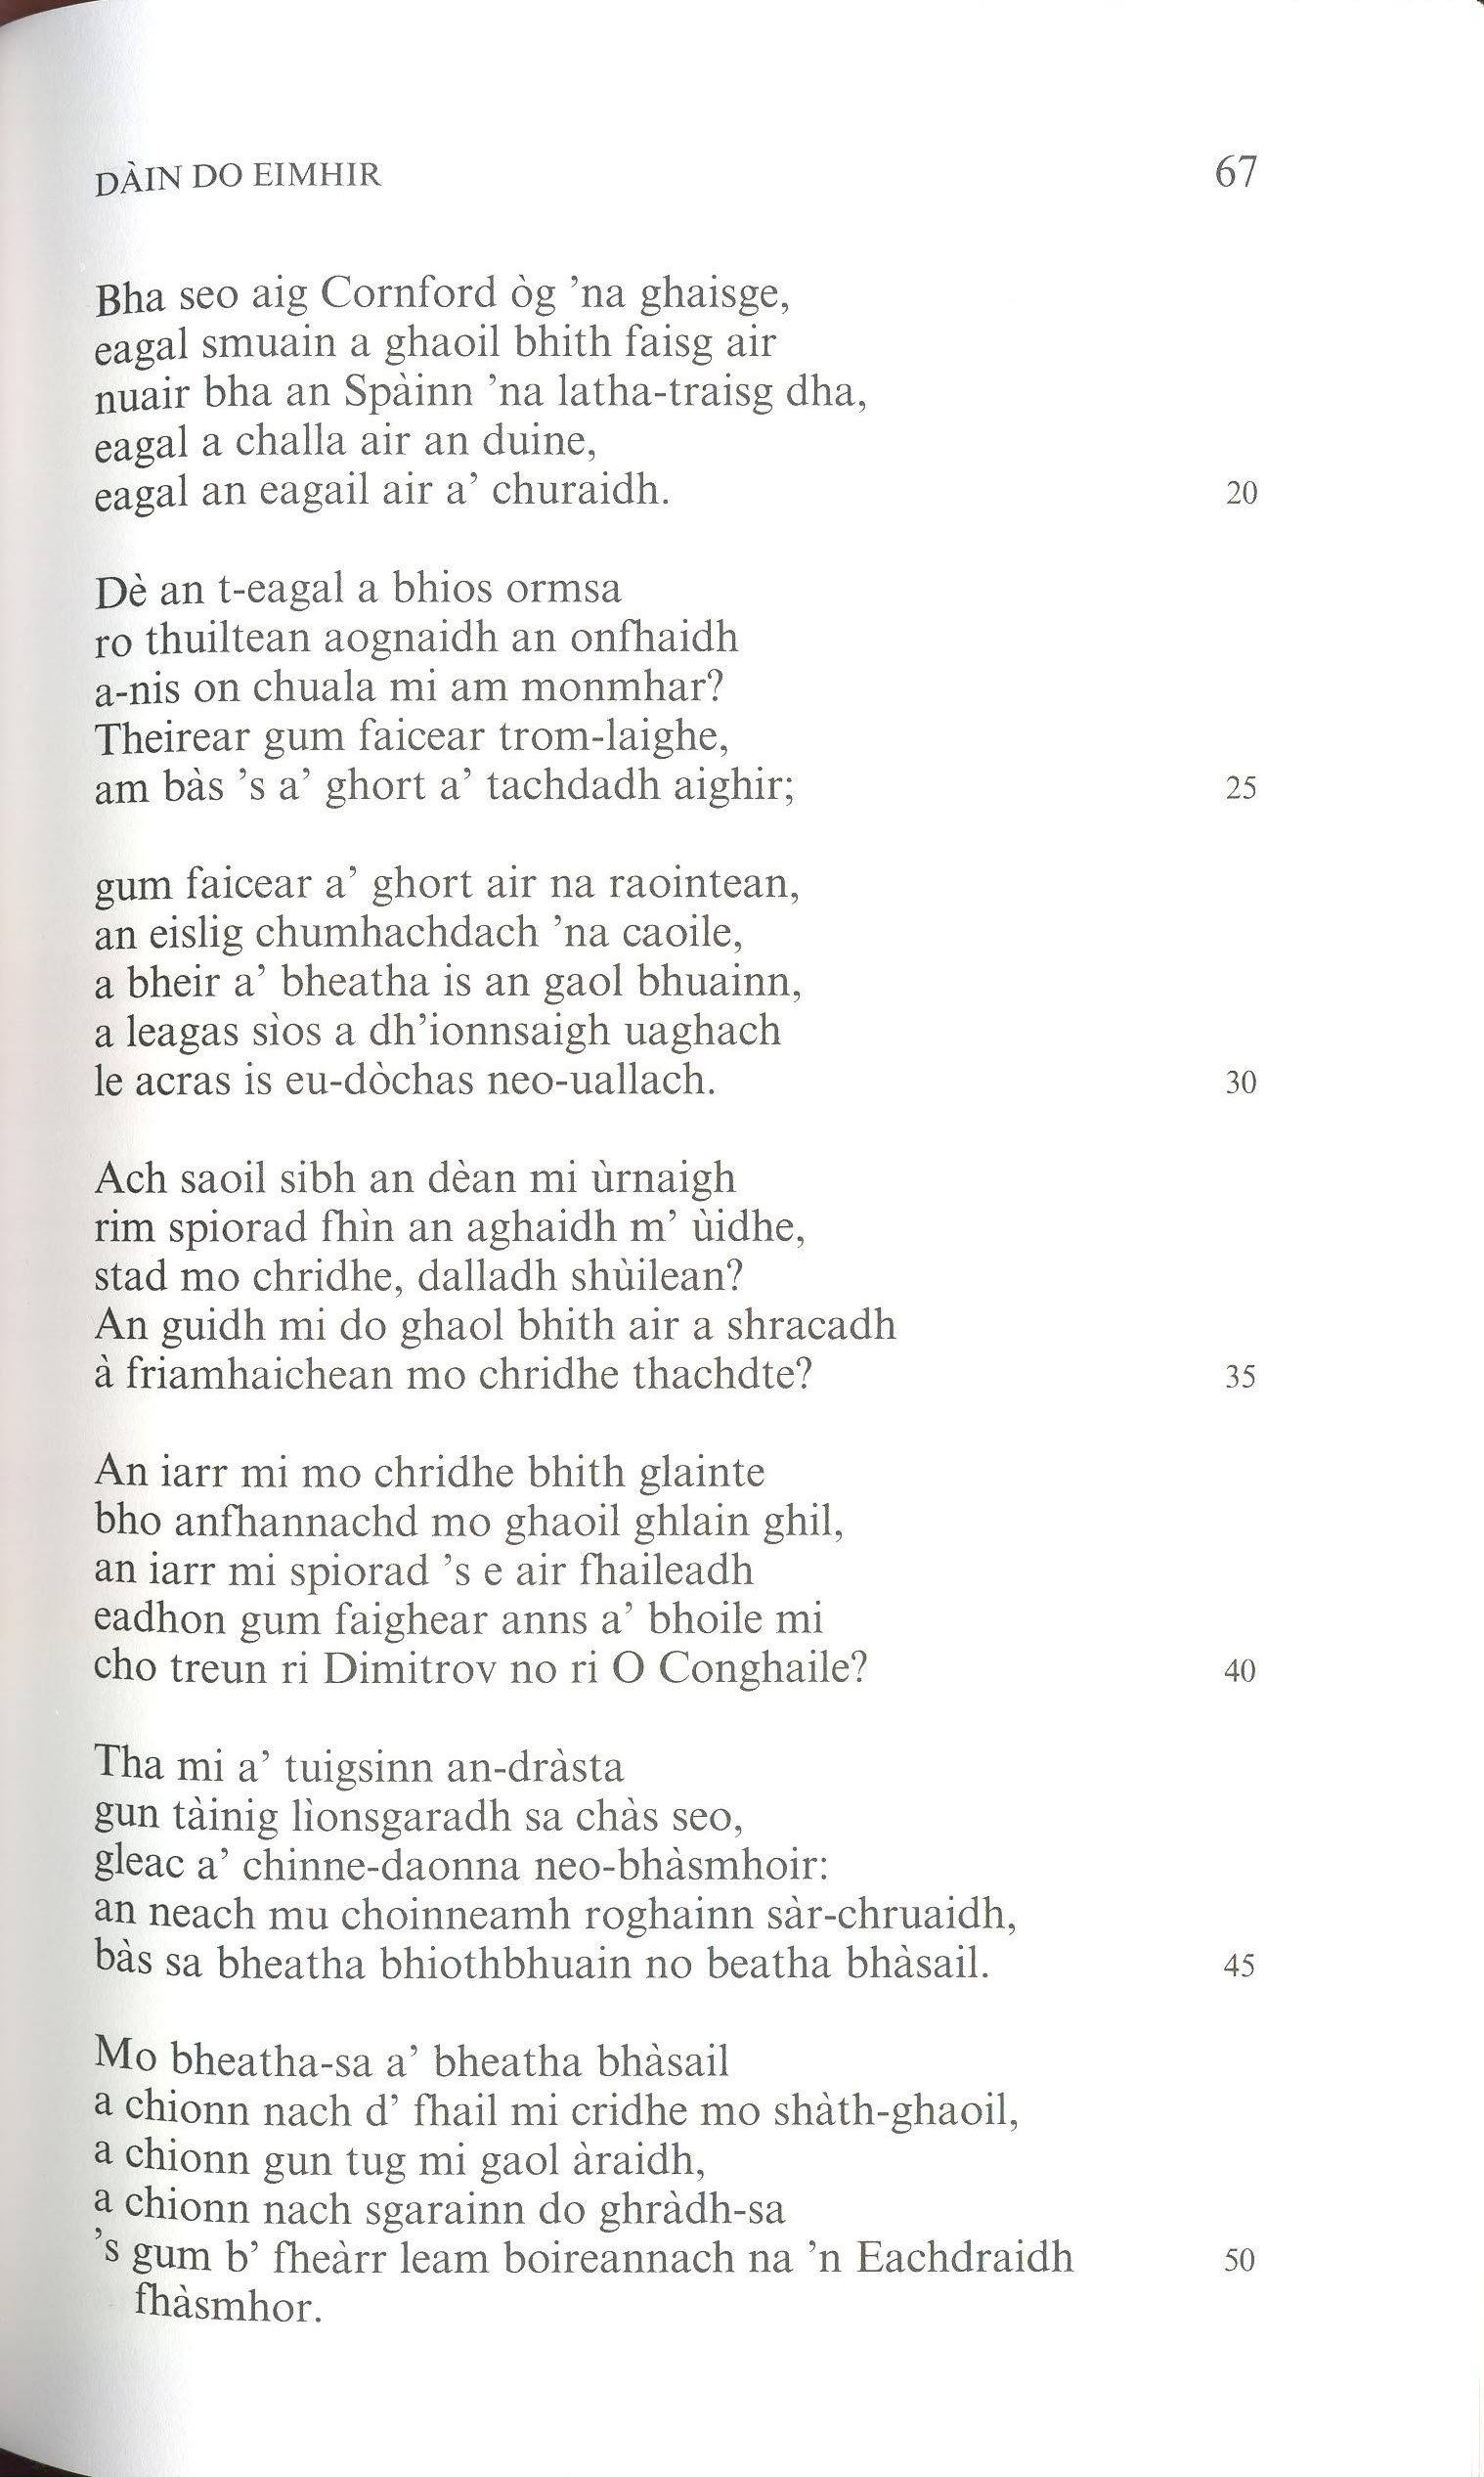 DÀIN DO EIMHIR 67
Bha seo aig Cornford òg ’na ghaisge,
eagal smuain a ghaoil bhith faisg air
nuair bha an Spàinn ’na latha-traisg dha,
eagal a challa air an duine,
eagal an eagail air a’ churaidh. 20
Dè an t-eagal a bhios ormsa
ro thuiltean aognaidh an onfhaidh
a-nis on chuala mi am monmhar?
Theirear gum faicear trom-laighe,
am bàs ’s a’ ghort a’ tachdadh aighir; 25
gum faicear a’ ghort air na raointean,
an eislig chumhachdach ’na caoile,
a bheir a’ bheatha is an gaol bhuainn,
a leagas sìos a dh’ionnsaigh uaghach
le acras is eu-dòchas neo-uallach. 30
Ach saoil sibh an dèan mi ùrnaigh
rim spiorad fhìn an aghaidh m’ ùidhe,
stad mo chridhe, dalladh shùilean?
An guidh mi do ghaol bhith air a shracadh
à friamhaichean mo chridhe thachdte? 35
An iarr mi mo chridhe bhith glainte
bho anfhannachd mo ghaoil ghlain ghil,
an iarr mi spiorad ’s e air fhaileadh
eadhon gum faighear anns a’ bhoile mi
cho treun ri Dimitrov no ri O Conghaile? 40
Tha mi a’ tuigsinn an-dràsta
gun tàinig lìonsgaradh sa chàs seo,
gleac a’ chinne-daonna neo-bhàsmhoir:
an neach mu choinneamh roghainn sàr-chruaidh,
bàs sa bheatha bhiothbhuain no beatha bhàsail. 45
Mo bheatha-sa a’ bheatha bhàsail
a chionn nach d’ fhail mi cridhe mo shàth-ghaoil,
a chionn gun tug mi gaol àraidh,
a chionn nach sgarainn do ghràdh-sa
’s gum b’ fheàrr leam boireannach na ’n Eachdraidh 50
fhàsmhor.